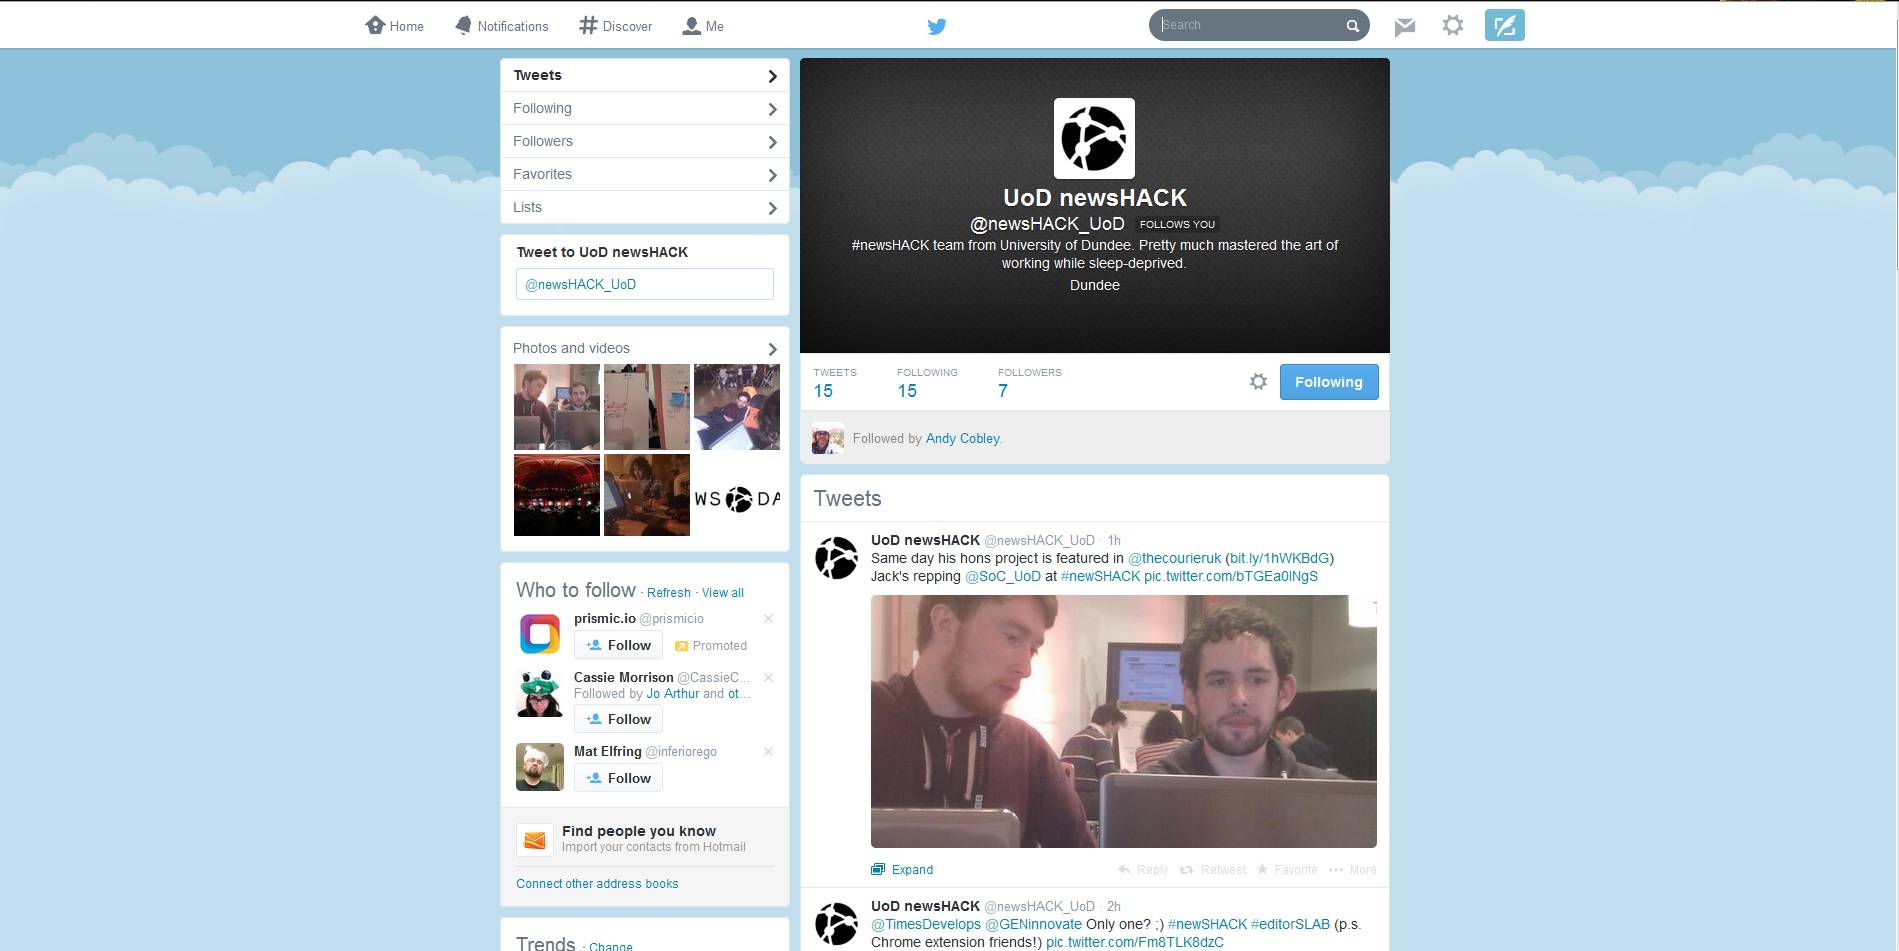 Home
Notifications
Discover
Me
Search
Tweets
Following
Followers
Favorites
Lists
Tweet to UoD newsHACK
@newsHACK_UoD
Photos and videos
WS DA
Who to follow · Refresh · View all
prismic.io @prismicio
Follow
Promoted
Cassie Morrison @CassieC...
Followed by Jo Arthur and ot...
Follow
Mat Elfring @inferiorego
Follow
Find people you know
Import your contacts from Hotmail
Connect other address books
Trends · Change
UoD newsHACK
@newsHACK_UoD FOLLOWS YOU
#newsHACK team from University of Dundee. Pretty much mastered the art of
working while sleep-deprived.
Dundee
TWEETS
15
FOLLOWING
15
FOLLOWERS
7
Following
Followed by Andy Cobley.
Tweets
UoD newsHACK @newsHACK_UoD · 1h
Same day his hons project is featured in @thecourieruk (bit.ly/1hWKBdG)
Jack's repping @SoC_UoD at #newSHACK pic.twitter.com/bTGEa0lNgS
Expand
Reply
Retweet
Favorite
More
UoD newsHACK @newsHACK_UoD · 2h
@TimesDevelops @GENinnovate Only one? ;) #newSHACK #editorSLAB (p.s.
Chrome extension friends!) pic.twitter.com/Fm8TLK8dzC